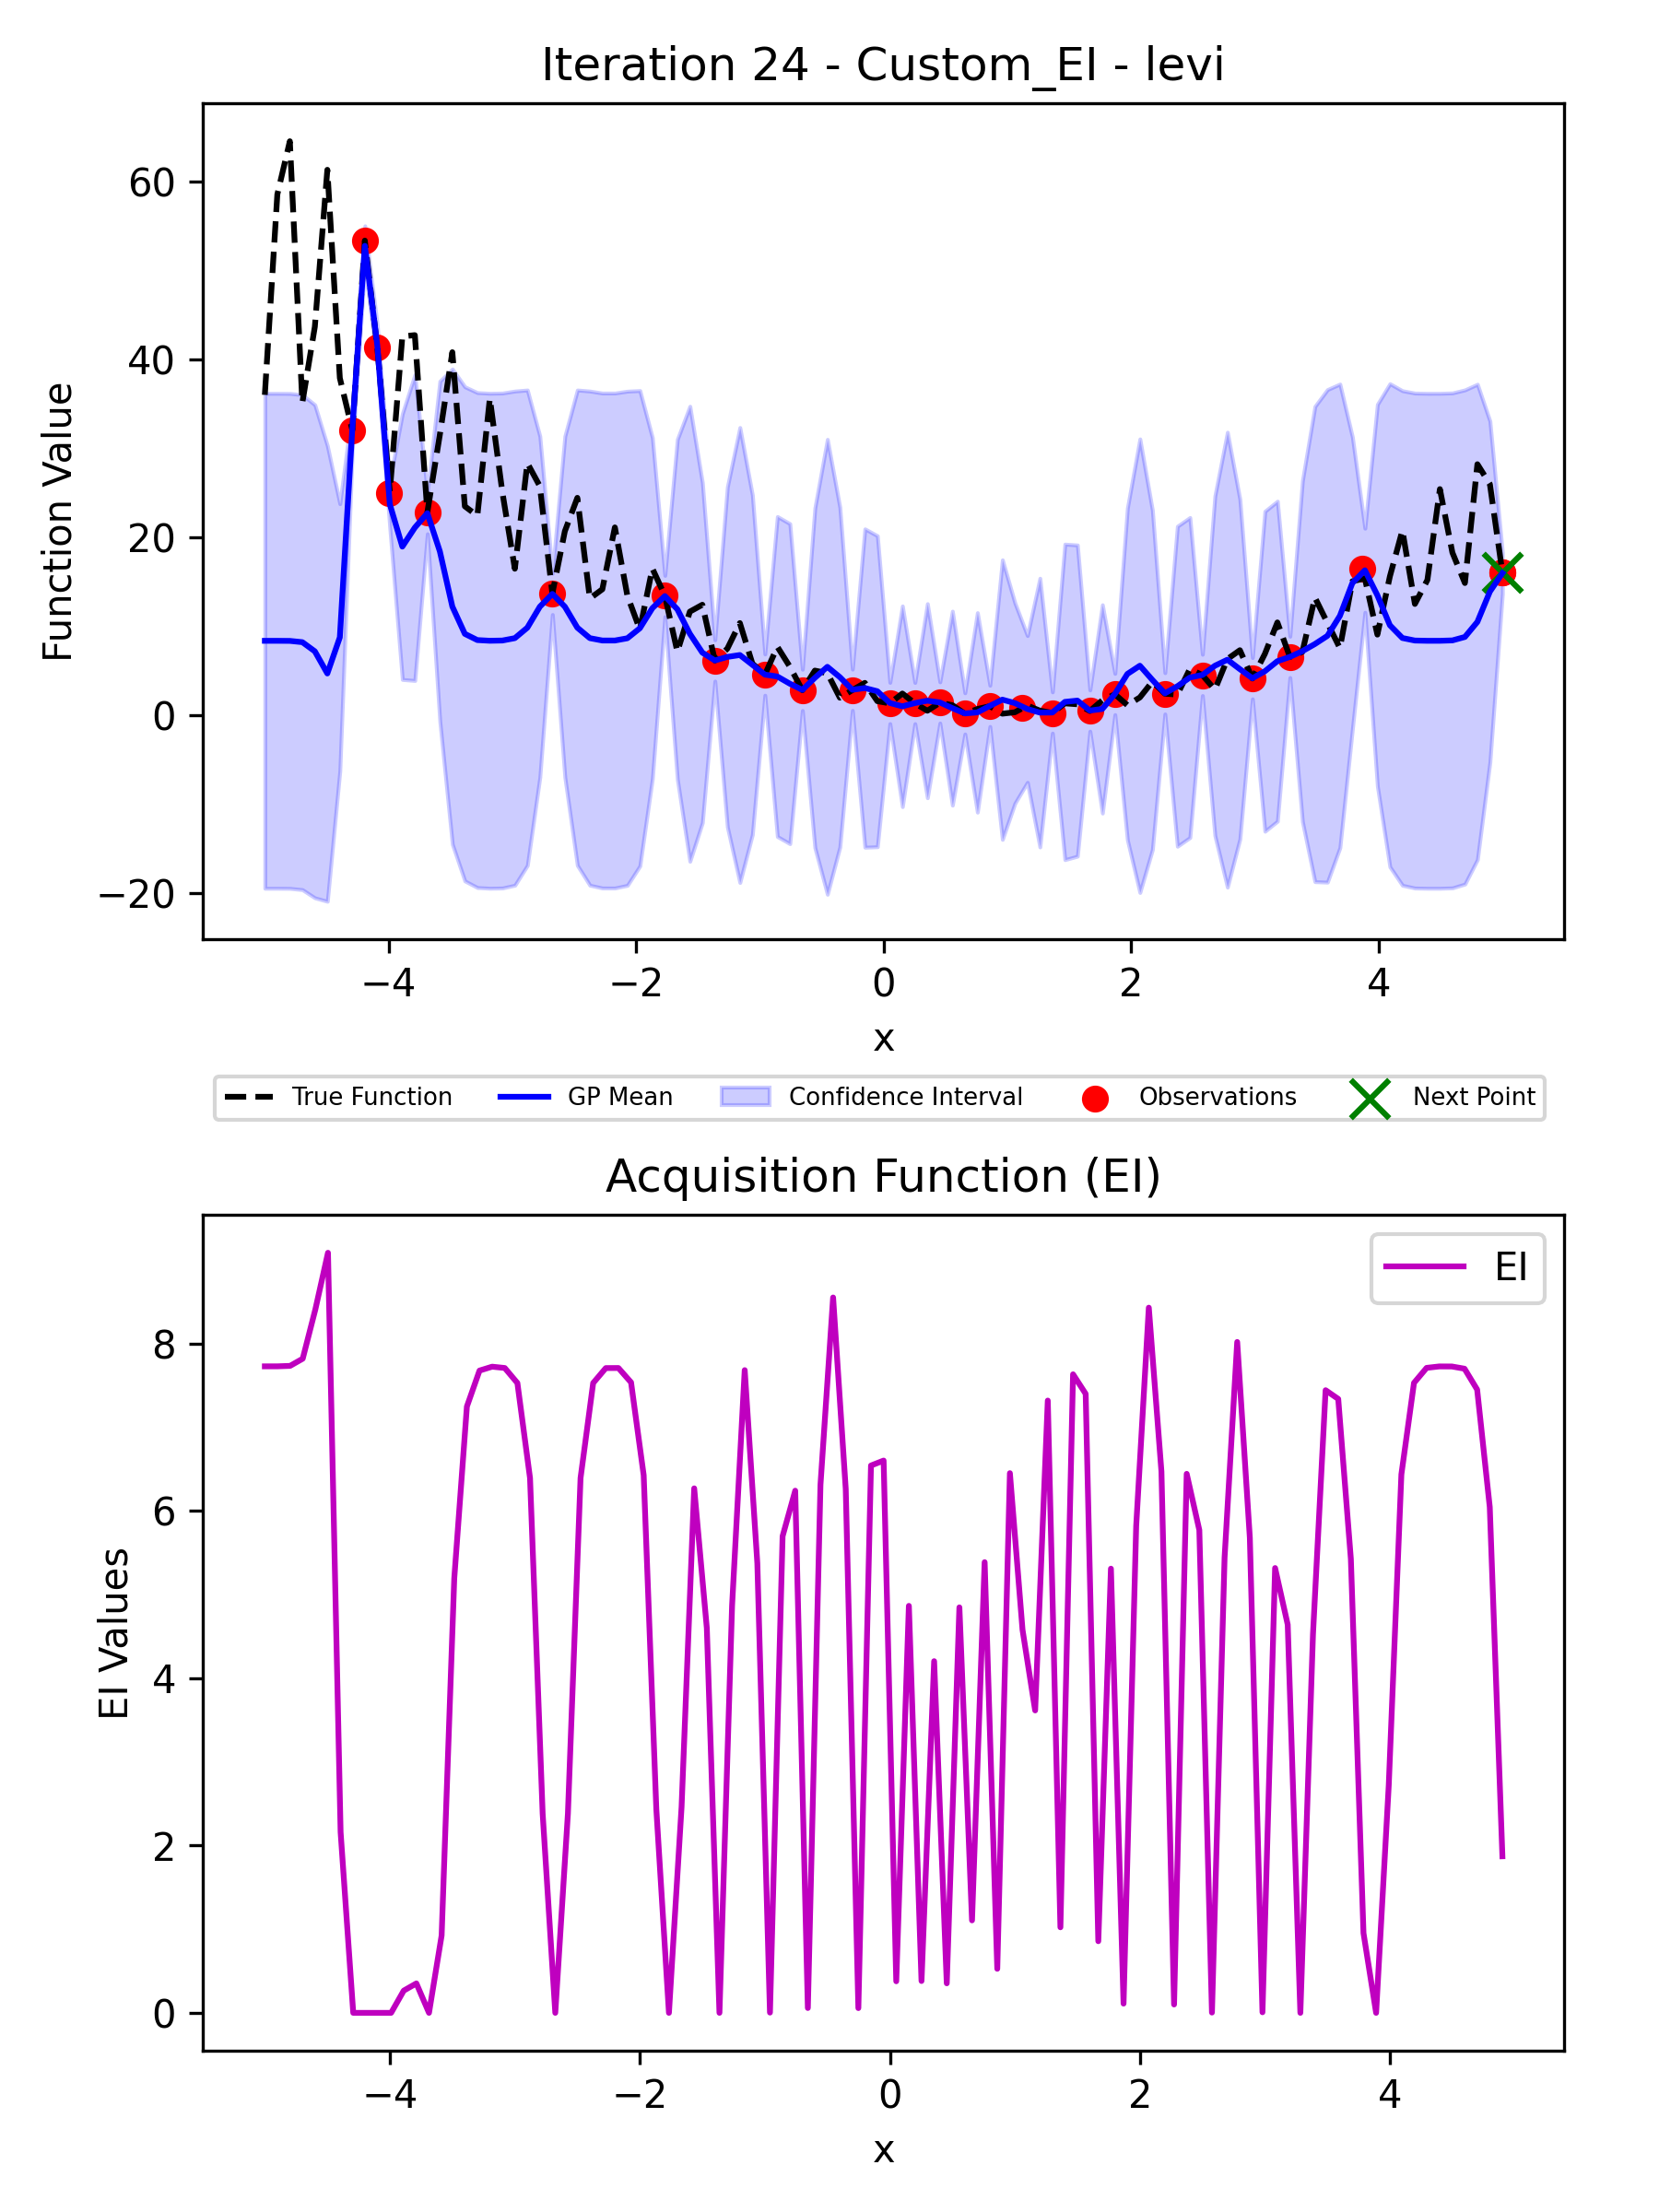 Iteration 24 - Custom_EI - levi
Function Value
60
40
20
0
−20
−4 −2 0 2 4
x
True Function GP Mean Confidence Interval Observations Next Point
Acquisition Function (EI)
EI
EI Values
8
6
4
2
0
−4 −2 0 2 4
x